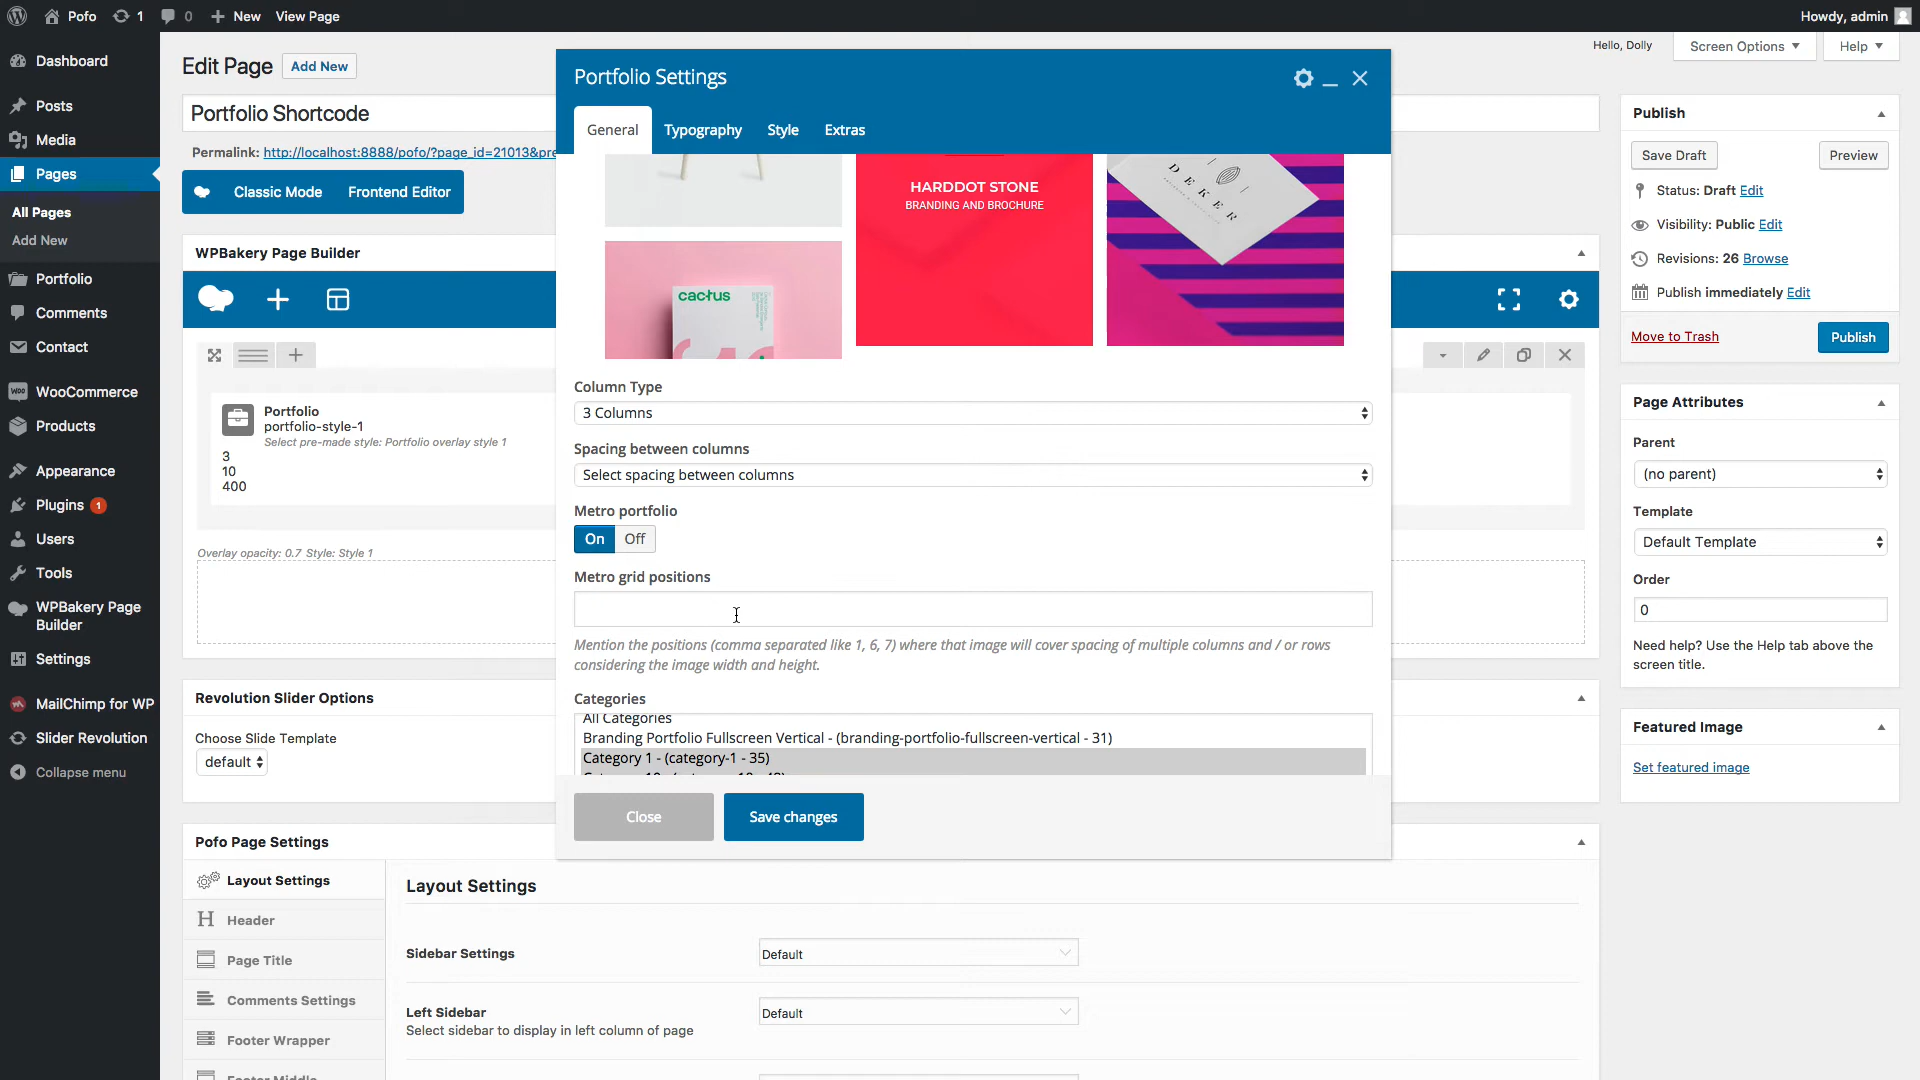 Pofo
1
0
New
View Page
Howdy, admin
Dashboard
Posts
Media
Pages
All Pages
Add New
Portfolio
Comments
Contact
WooCommerce
Products
Appearance
Plugins 1
Users
Tools
WPBakery Page
Builder
Settings
MailChimp for WP
Slider Revolution
Collapse menu
Hello, Dolly
Screen Options
Help
Edit Page
Add New
Portfolio Shortcode
Permalink: http://localhost:8888/pofo/?page_id=21013&pre
Classic Mode
Frontend Editor
WPBakery Page Builder
Portfolio
portfolio-style-1
Select pre-made style: Portfolio overlay style 1
3
10
400
Overlay opacity: 0.7 Style: Style 1
Revolution Slider Options
Choose Slide Template
default
Pofo Page Settings
Layout Settings
Header
Page Title
Comments Settings
Footer Wrapper
Footer Middle
Layout Settings
Sidebar Settings
Default
Left Sidebar
Default
Select sidebar to display in left column of page
Portfolio Settings
General
Typography
Style
Extras
HARDDOT STONE
BRANDING AND BROCHURE
DEKER
cactus
Column Type
3 Columns
Spacing between columns
Select spacing between columns
Metro portfolio
On
Off
Metro grid positions
Mention the positions (comma separated like 1, 6, 7) where that image will cover spacing of multiple columns and / or rows
considering the image width and height.
Categories
All Categories
Branding Portfolio Fullscreen Vertical - (branding-portfolio-fullscreen-vertical - 31)
Category 1 - (category-1 - 35)
Close
Save changes
Publish
Save Draft
Preview
Status: Draft Edit
Visibility: Public Edit
Revisions: 26 Browse
Publish immediately Edit
Move to Trash
Publish
Page Attributes
Parent
(no parent)
Template
Default Template
Order
0
Need help? Use the Help tab above the
screen title.
Featured Image
Set featured image